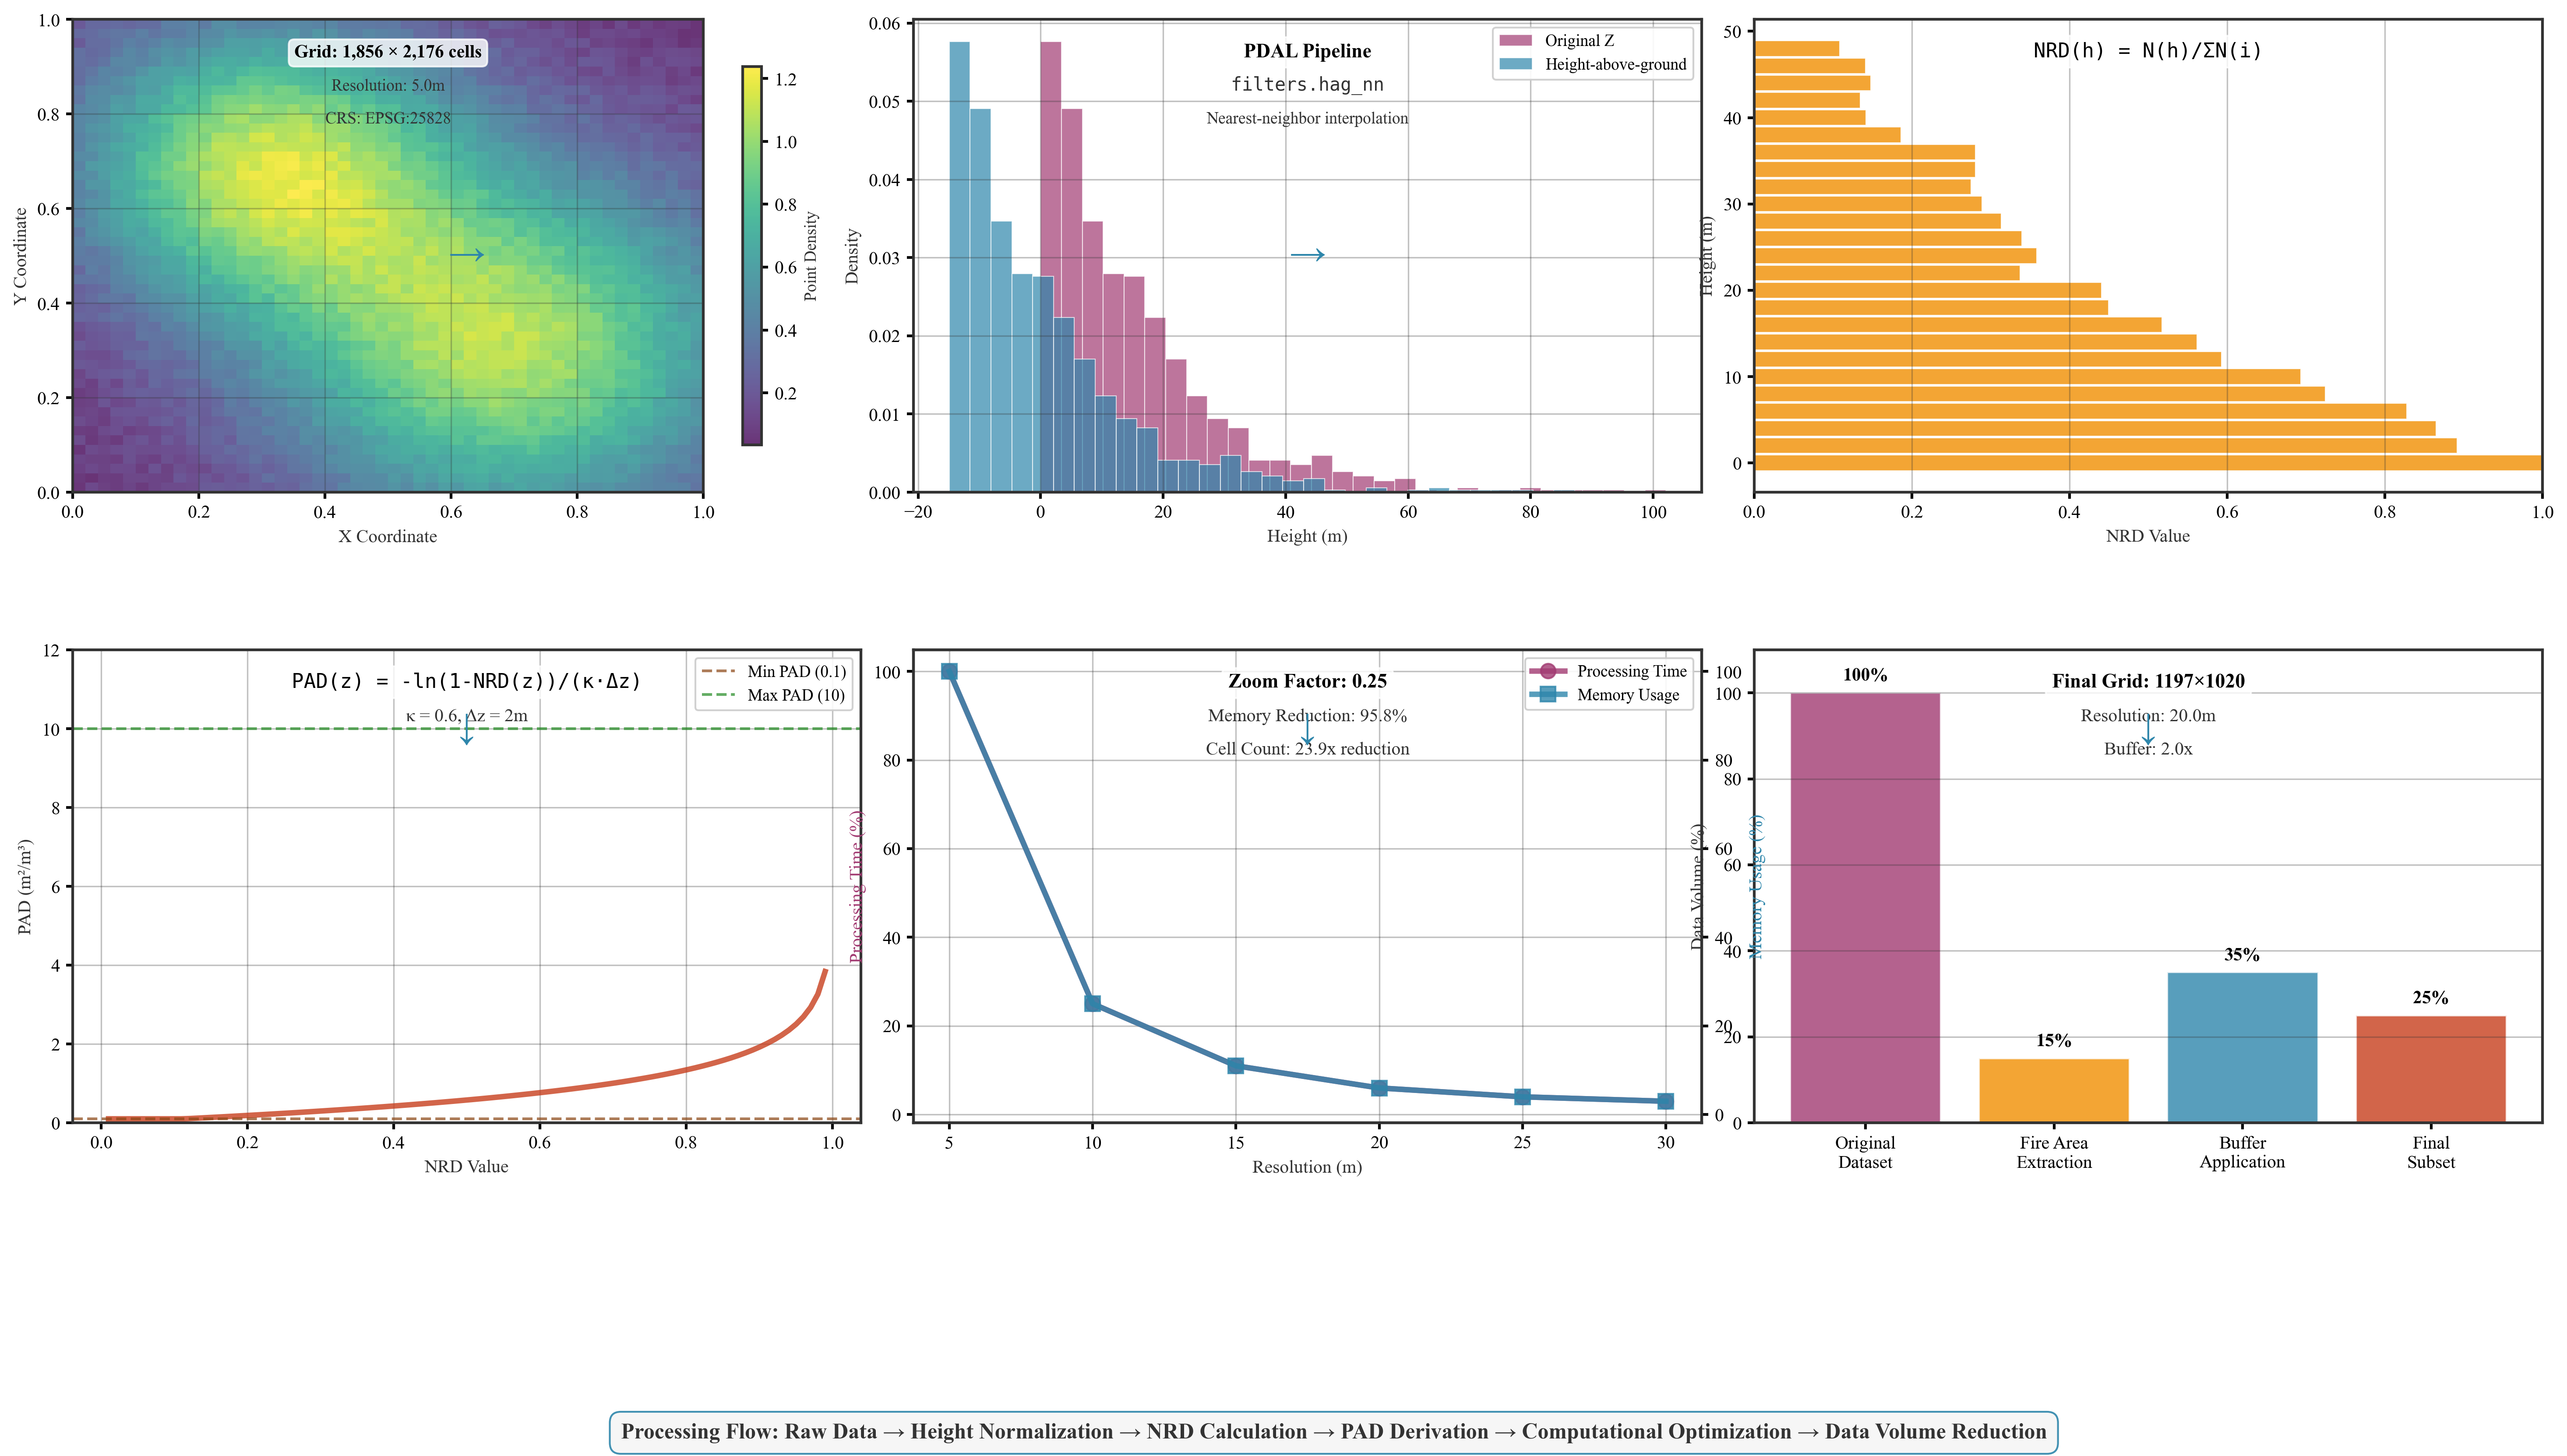 Grid: 1,856 × 2,176 cells
Resolution: 5.0m
CRS: EPSG:25828
1.0
0.8
0.6
0.4
0.2
0.0
Y Coordinate
0.0 0.2 0.4 0.6 0.8 1.0
X Coordinate
1.2
1.0
0.8
0.6
0.4
0.2
Point Density
PDAL Pipeline
filters.hag_nn
Nearest-neighbor interpolation
Original Z
Height-above-ground
0.06
0.05
0.04
0.03
0.02
0.01
0.00
Density
−20 0 20 40 60 80 100
Height (m)
NRD(h) = N(h)/ΣN(i)
50
40
30
20
10
0
Height (m)
0.0 0.2 0.4 0.6 0.8 1.0
NRD Value
PAD(z) = -ln(1-NRD(z))/(κ·Δz)
κ = 0.6, Δz = 2m
Min PAD (0.1)
Max PAD (10)
12
10
8
6
4
2
0
PAD (m²/m³)
0.0 0.2 0.4 0.6 0.8 1.0
NRD Value
Zoom Factor: 0.25
Memory Reduction: 95.8%
Cell Count: 23.9x reduction
Processing Time
Memory Usage
100
80
60
40
20
0
Processing Time (%)
5 10 15 20 25 30
Resolution (m)
100
80
60
40
20
0
Memory Usage (%)
Final Grid: 1197×1020
Resolution: 20.0m
Buffer: 2.0x
100
80
60
40
20
0
Data Volume (%)
100%
15%
35%
25%
Original
Dataset
Fire Area
Extraction
Buffer
Application
Final
Subset
Processing Flow: Raw Data → Height Normalization → NRD Calculation → PAD Derivation → Computational Optimization → Data Volume Reduction